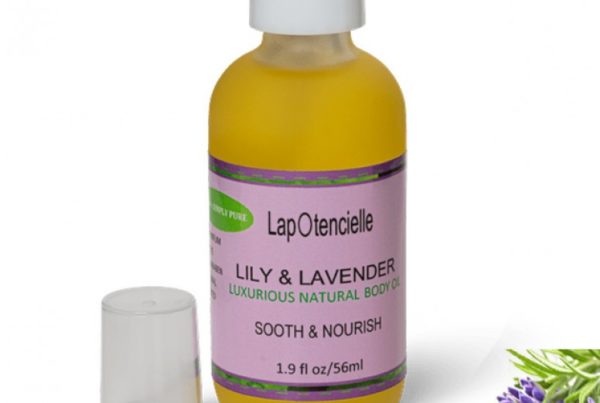 SIMPLY PURE
LapOtencielle
LILY & LAVENDER
LUXURIOUS NATURAL BODY OIL
SOOTH & NOURISH
1.9 fl oz/56ml